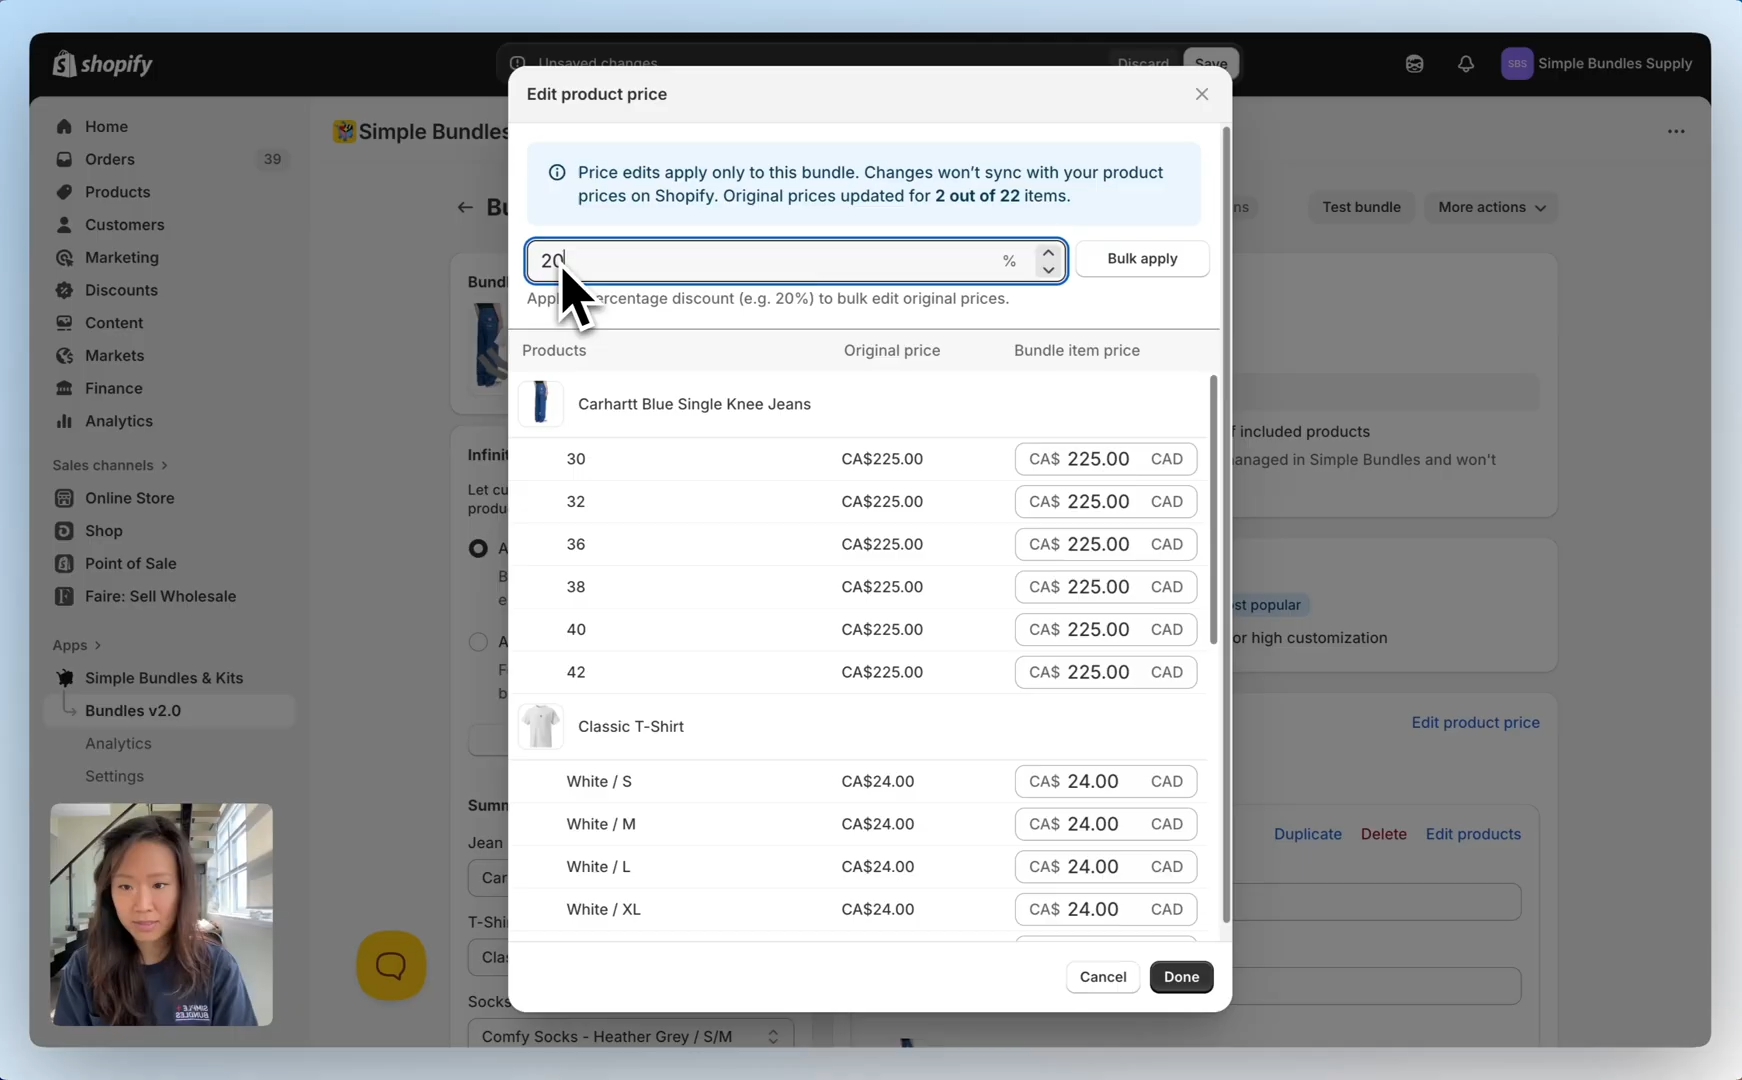 shopify
Unsaved changes
Discard
Save
SBS
Simple Bundles Supply
Home
Orders
39
Products
Customers
Marketing
Discounts
Content
Markets
Finance
Analytics
Sales channels
Online Store
Shop
Point of Sale
Faire: Sell Wholesale
Apps
Simple Bundles & Kits
Bundles v2.0
Analytics
Settings
Simple Bundles
Test bundle
More actions
Edit product price
Price edits apply only to this bundle. Changes won't sync with your product
prices on Shopify. Original prices updated for 2 out of 22 items.
20
%
Bulk apply
percentage discount (e.g. 20%) to bulk edit original prices.
Products
Original price
Bundle item price
Carhartt Blue Single Knee Jeans
30 CA$225.00 CA$ 225.00 CAD
32 CA$225.00 CA$ 225.00 CAD
36 CA$225.00 CA$ 225.00 CAD
38 CA$225.00 CA$ 225.00 CAD
40 CA$225.00 CA$ 225.00 CAD
42 CA$225.00 CA$ 225.00 CAD
Classic T-Shirt
White / S CA$24.00 CA$ 24.00 CAD
White / M CA$24.00 CA$ 24.00 CAD
White / L CA$24.00 CA$ 24.00 CAD
White / XL CA$24.00 CA$ 24.00 CAD
Cancel
Done
included products
managed in Simple Bundles and won't
popular
or high customization
Edit product price
Duplicate
Delete
Edit products
Let cu
Jean
Socks
Comfy Socks - Heather Grey / S/M